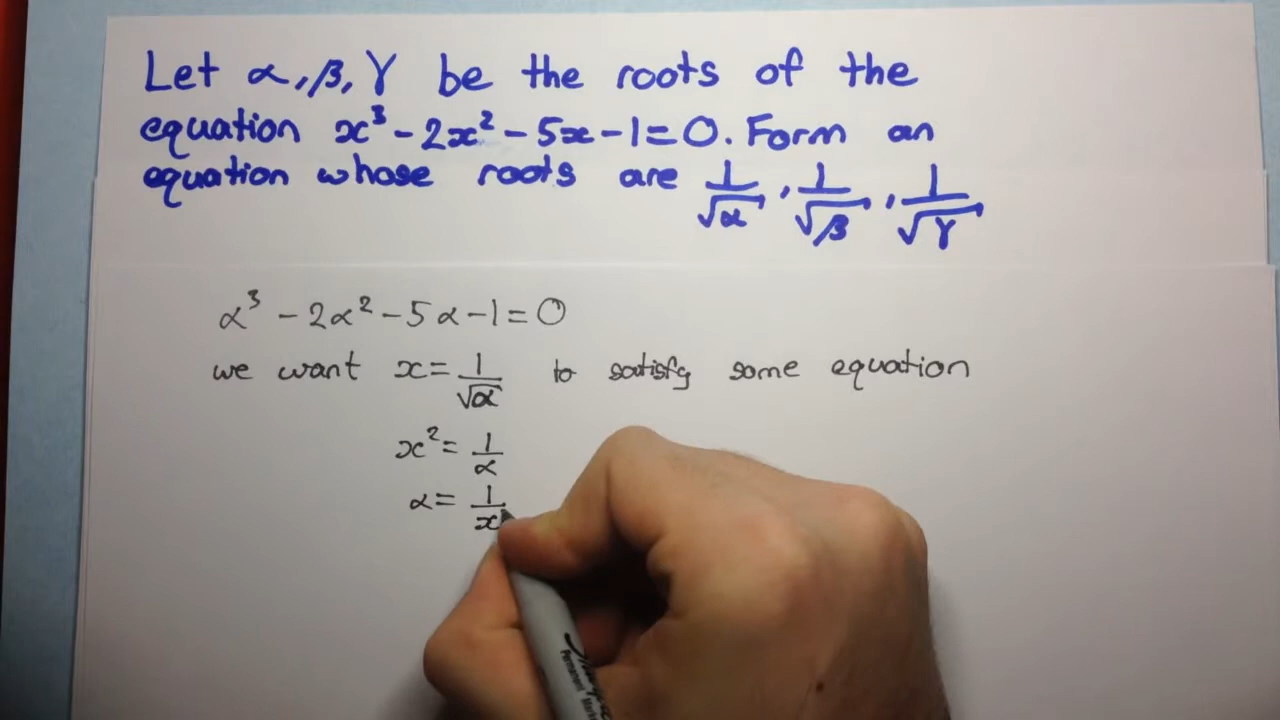 Let α, β, γ be the roots of the
equation x³ - 2x² - 5x - 1 = 0. Form an
equation whose roots are 1/√α, 1/√β, 1/√γ
α³ - 2α² - 5α - 1 = 0
we want x = 1/√α to satisfy some equation
x² = 1/α
α = 1/x
Permanent